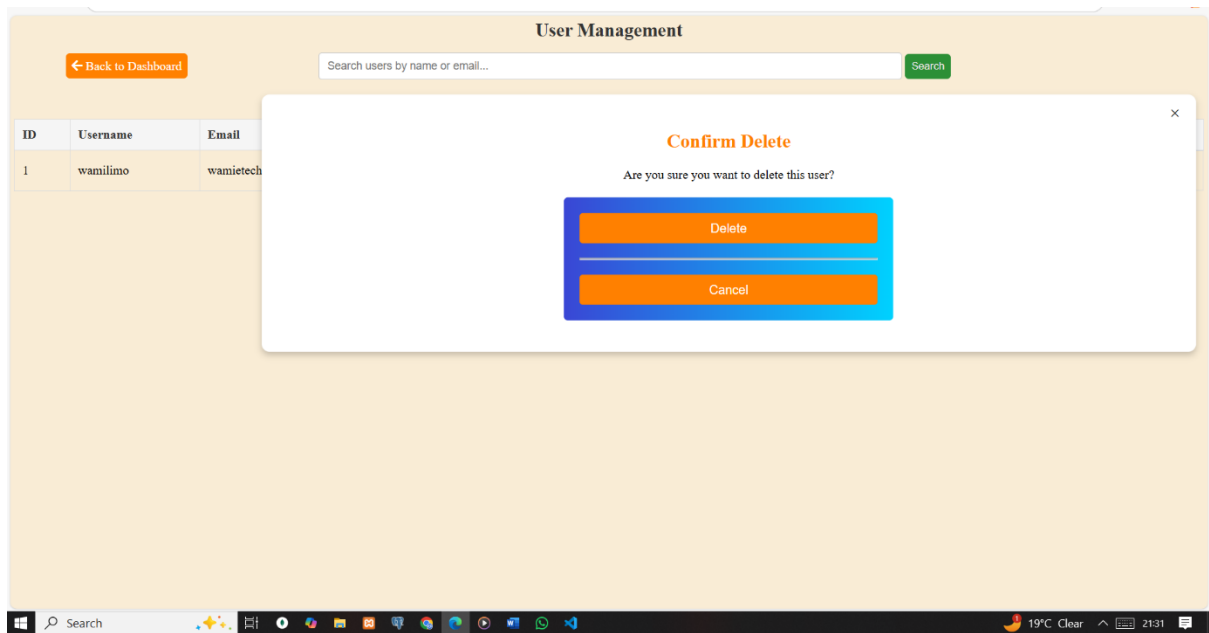 User Management
Back to Dashboard
Search users by name or email...
Search
ID Username Email
1 wamilimo wamietech
×
Confirm Delete
Are you sure you want to delete this user?
Delete
Cancel
Search
19°C Clear
21:31